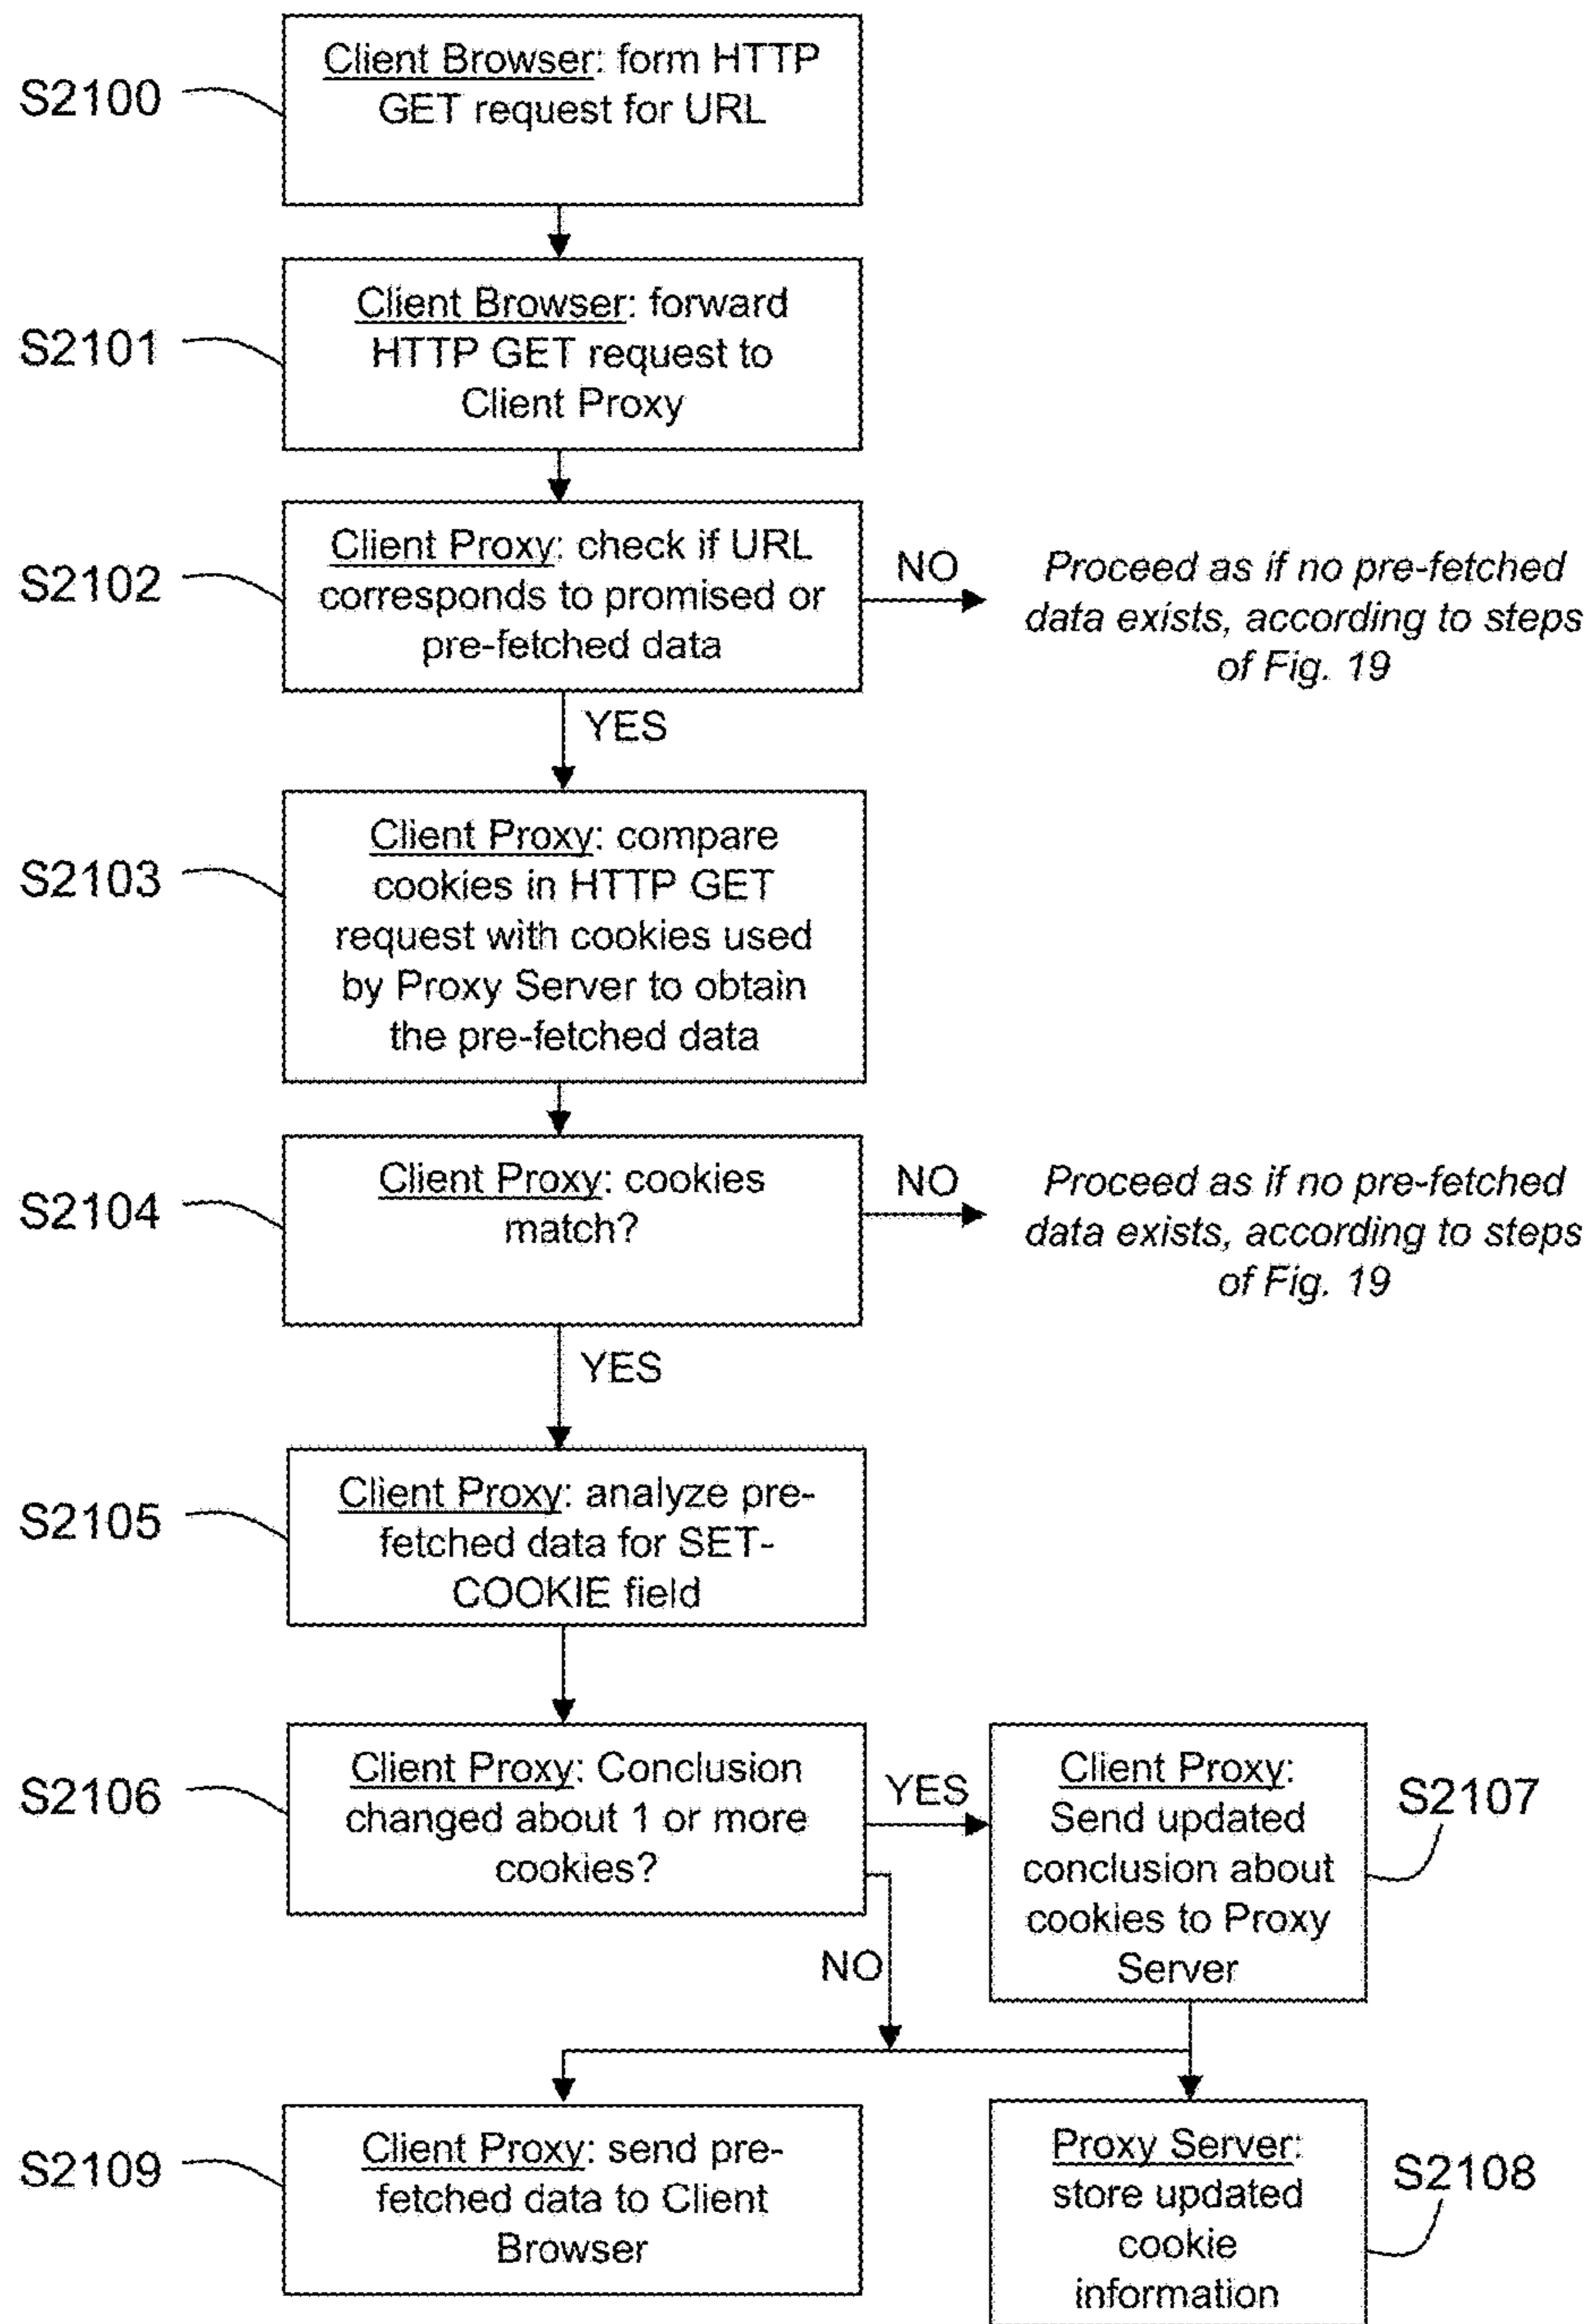 S2100
Client Browser: form HTTP
GET request for URL
S2101
Client Browser: forward
HTTP GET request to
Client Proxy
S2102
Client Proxy: check if URL
corresponds to promised or
pre-fetched data
NO
Proceed as if no pre-fetched
data exists, according to steps
of Fig. 19
YES
S2103
Client Proxy: compare
cookies in HTTP GET
request with cookies used
by Proxy Server to obtain
the pre-fetched data
S2104
Client Proxy: cookies
match?
NO
Proceed as if no pre-fetched
data exists, according to steps
of Fig. 19
YES
S2105
Client Proxy: analyze pre-
fetched data for SET-
COOKIE field
S2106
Client Proxy: Conclusion
changed about 1 or more
cookies?
YES
Client Proxy:
Send updated
conclusion about
cookies to Proxy
Server
S2107
NO
S2109
Client Proxy: send pre-
fetched data to Client
Browser
Proxy Server:
store updated
cookie
information
S2108